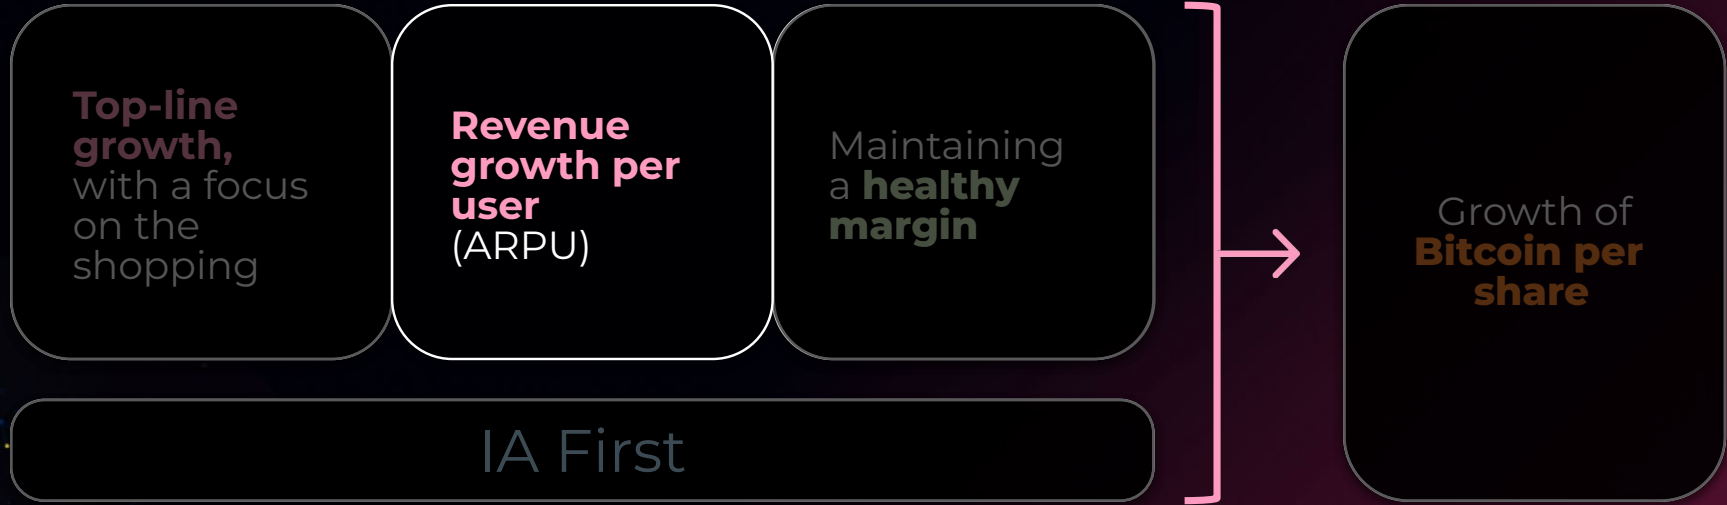 Top-line
growth,
with a focus
on the
shopping
Revenue
growth per
user
(ARPU)
Maintaining
a healthy
margin
IA First
Growth of
Bitcoin per
share